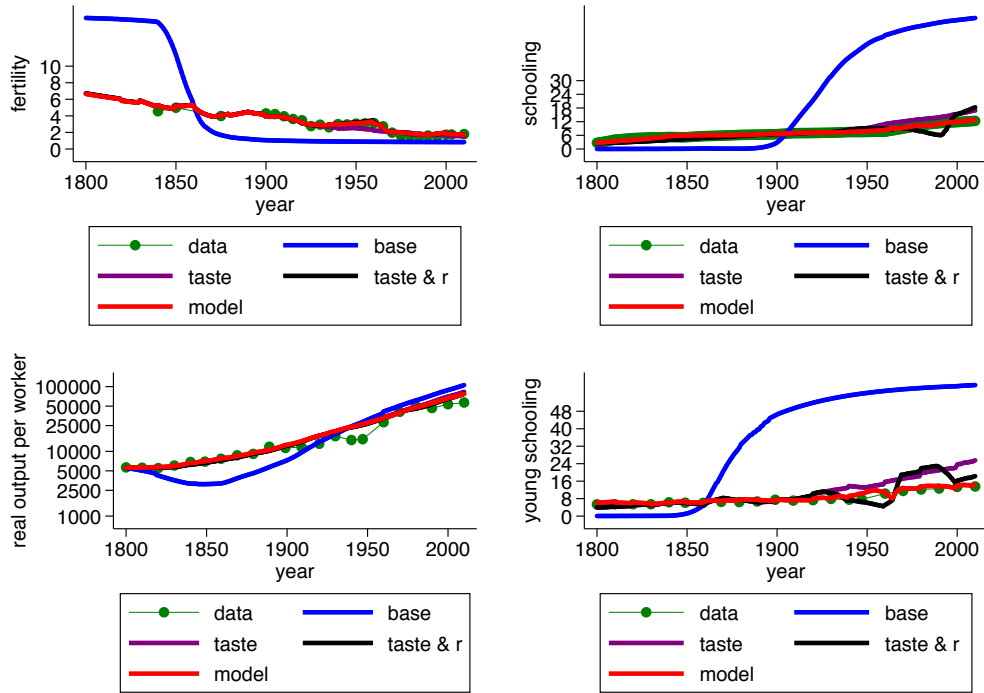 fertility
10
8
6
4
2
0
1800 1850 1900 1950 2000
year
data base
taste taste & r
model
schooling
30
24
18
12
6
0
1800 1850 1900 1950 2000
year
data base
taste taste & r
model
real output per worker
100000
50000
25000
10000
5000
2500
1000
1800 1850 1900 1950 2000
year
data base
taste taste & r
model
young schooling
48
40
32
24
16
8
0
1800 1850 1900 1950 2000
year
data base
taste taste & r
model